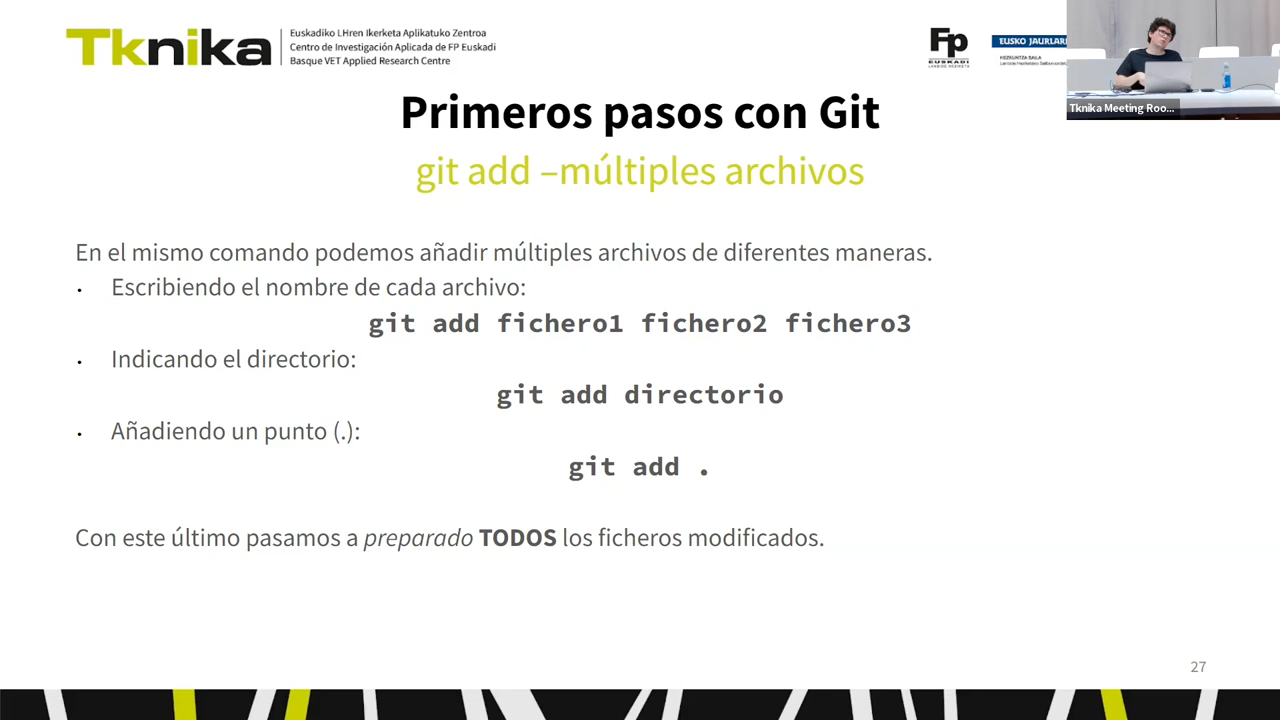 Tknika
Euskadiko LHren Ikerketa Aplikatuko Zentroa
Centro de Investigación Aplicada de FP Euskadi
Basque VET Applied Research Centre
Fp
EUSKADI
EUSKO JAURLARI
Tknika Meeting Roo...
Primeros pasos con Git
git add –múltiples archivos
En el mismo comando podemos añadir múltiples archivos de diferentes maneras.
• Escribiendo el nombre de cada archivo:
git add fichero1 fichero2 fichero3
• Indicando el directorio:
git add directorio
• Añadiendo un punto (.):
git add .
Con este último pasamos a preparado TODOS los ficheros modificados.
27